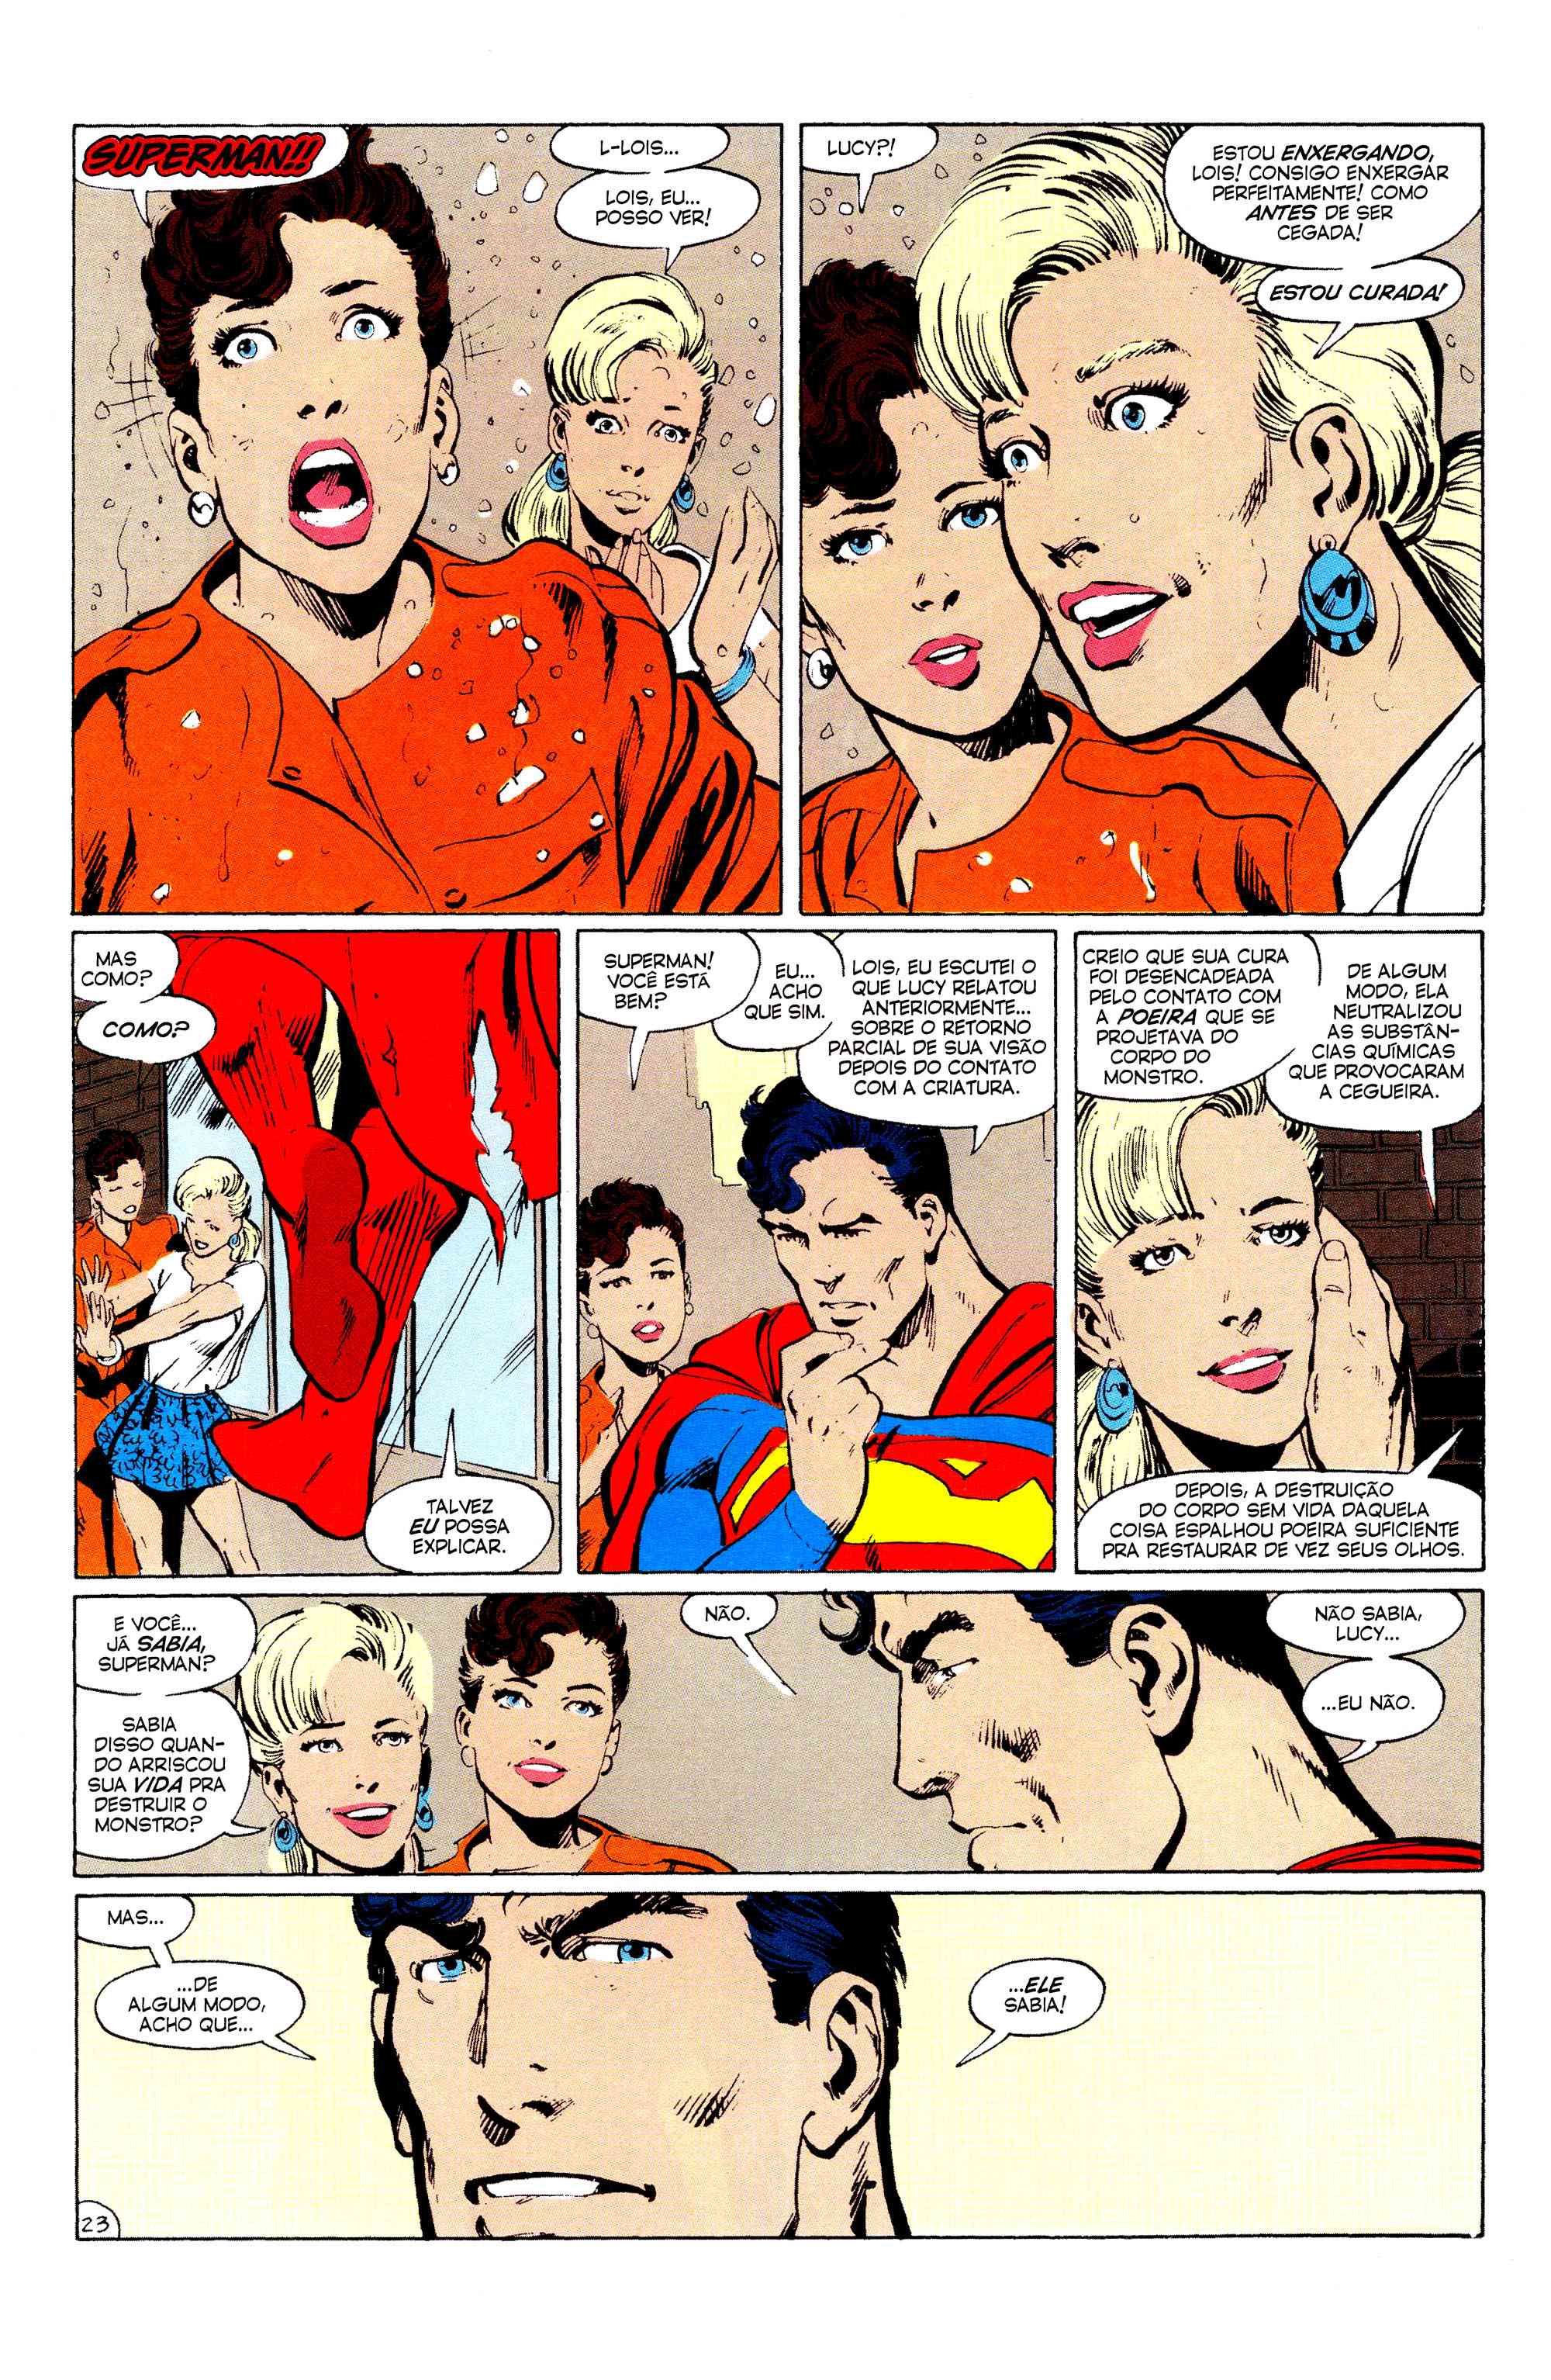 SUPERMAN!!
L-LOIS...
LOIS, EU...
POSSO VER!
LUCY?!
ESTOU ENXERGANDO,
LOIS! CONSIGO ENXERGAR
PERFEITAMENTE! COMO
ANTES DE SER
CEGADA!
ESTOU CURADA!
MAS
COMO?
COMO?
TALVEZ
EU POSSA
EXPLICAR.
SUPERMAN!
VOCÊ ESTÁ
BEM?
EU...
ACHO
QUE SIM.
LOIS, EU ESCUTEI O
QUE LUCY RELATOU
ANTERIORMENTE...
SOBRE O RETORNO
PARCIAL DE SUA VISÃO
DEPOIS DO CONTATO
COM A CRIATURA.
CREIO QUE SUA CURA
FOI DESENCADEADA
PELO CONTATO COM
A POEIRA QUE SE
PROJETAVA DO
CORPO DO
MONSTRO.
DE ALGUM
MODO, ELA
NEUTRALIZOU
AS SUBSTÂN-
CIAS QUÍMICAS
QUE PROVOCARAM
A CEGUEIRA.
DEPOIS, A DESTRUIÇÃO
DO CORPO SEM VIDA DAQUELA
COISA ESPALHOU POEIRA SUFICIENTE
PRA RESTAURAR DE VEZ SEUS OLHOS.
E VOCÊ...
JÁ SABIA,
SUPERMAN?
SABIA
DISSO QUAN-
DO ARRISCOU
SUA VIDA PRA
DESTRUIR O
MONSTRO?
NÃO.
NÃO SABIA,
LUCY...
...EU NÃO.
MAS...
...DE
ALGUM MODO,
ACHO QUE...
...ELE
SABIA!
23